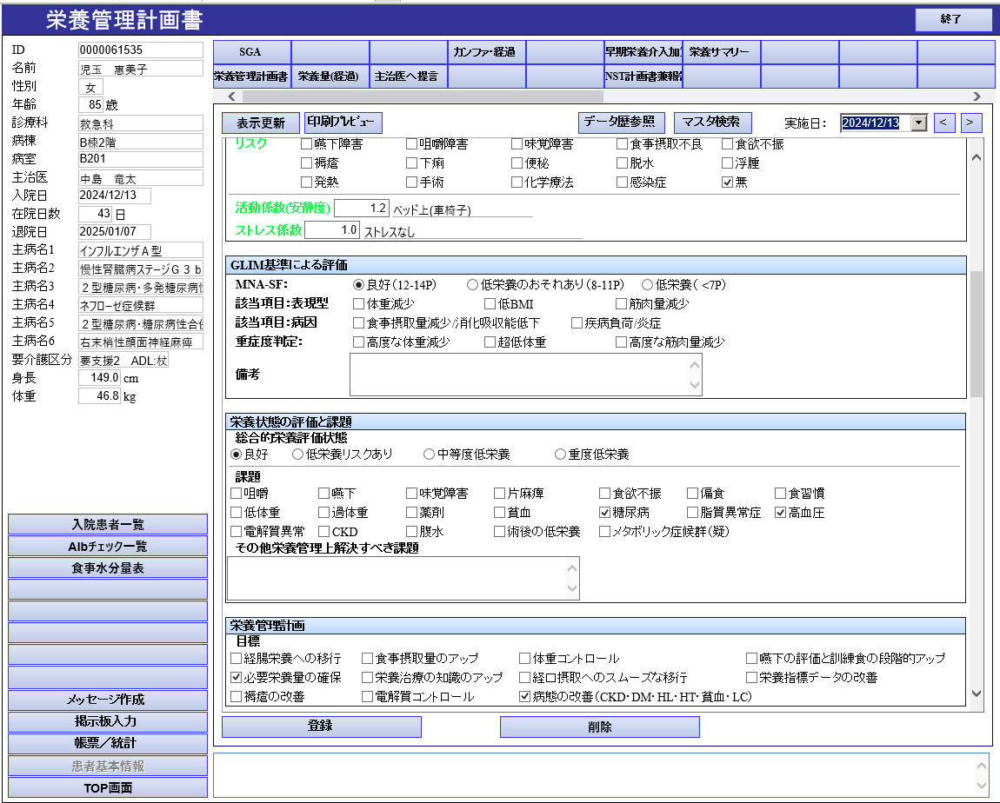 栄養管理計画書 終了
ID 0000061535
名前 児玉 恵美子
性別 女
年齢 85 歳
診療科 救急科
病棟 B棟2階
病室 B201
主治医 中島 竜太
入院日 2024/12/13
在院日数 43 日
退院日 2025/01/07
主病名1 インフルエンザA型
主病名2 慢性腎臓病ステージG3b
主病名3 2型糖尿病・多発糖尿病性
主病名4 ネフローゼ症候群
主病名5 2型糖尿病・糖尿病性合併
主病名6 右末梢性顔面神経麻痺
要介護区分 要支援2 ADL:杖
身長 149.0 cm
体重 46.8 kg
入院患者一覧
Albチェック一覧
食事水分量表
メッセージ作成
掲示板入力
帳票／統計
患者基本情報
TOP画面
SGA カンファ・経過 早期栄養介入加 栄養サマリー
栄養管理計画書 栄養量(経過) 主治医へ提言 NST計画書兼報
表示更新 印刷プレビュー データ歴参照 マスタ検索 実施日: 2024/12/13 < >
リスク 嚥下障害 咀嚼障害 味覚障害 食事摂取不良 食欲不振
褥瘡 下痢 便秘 脱水 浮腫
発熱 手術 化学療法 感染症 無
活動係数(安静度) 1.2 ベッド上(車椅子)
ストレス係数 1.0 ストレスなし
GLIM基準による評価
MNA-SF: 良好(12-14P) 低栄養のおそれあり(8-11P) 低栄養( <7P)
該当項目:表現型 体重減少 低BMI 筋肉量減少
該当項目:病因 食事摂取量減少/消化吸収能低下 疾病負荷/炎症
重症度判定: 高度な体重減少 超低体重 高度な筋肉量減少
備考
栄養状態の評価と課題
総合的栄養評価状態
良好 低栄養リスクあり 中等度低栄養 重度低栄養
課題
咀嚼 嚥下 味覚障害 片麻痺 食欲不振 偏食 食習慣
低体重 過体重 薬剤 貧血 糖尿病 脂質異常症 高血圧
電解質異常 CKD 腹水 術後の低栄養 メタボリック症候群(疑)
その他栄養管理上解決すべき課題
栄養管理計画
目標
経腸栄養への移行 食事摂取量のアップ 体重コントロール 嚥下の評価と訓練食の段階的アップ
必要栄養量の確保 栄養治療の知識のアップ 経口摂取へのスムーズな移行 栄養指標データの改善
褥瘡の改善 電解質コントロール 病態の改善(CKD・DM・HL・HT・貧血・LC)
登録 削除